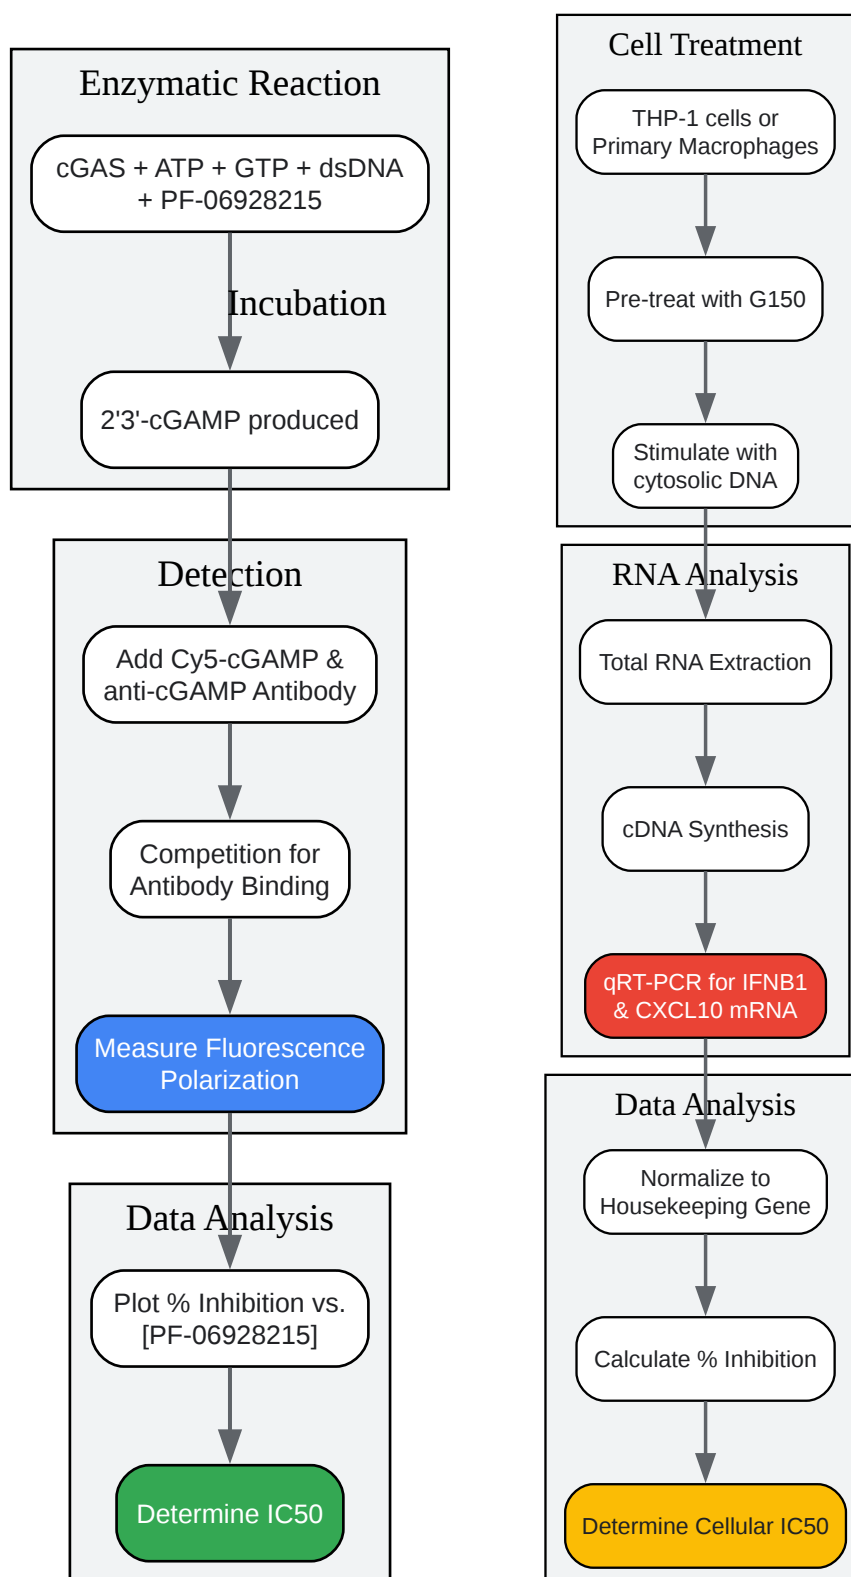 Enzymatic Reaction
cGAS + ATP + GTP + dsDNA
+ PF-06928215
Incubation
2'3'-cGAMP produced
Detection
Add Cy5-cGAMP &
anti-cGAMP Antibody
Competition for
Antibody Binding
Measure Fluorescence
Polarization
Data Analysis
Plot % Inhibition vs.
[PF-06928215]
Determine IC50
Cell Treatment
THP-1 cells or
Primary Macrophages
Pre-treat with G150
Stimulate with
cytosolic DNA
RNA Analysis
Total RNA Extraction
cDNA Synthesis
qRT-PCR for IFNB1
& CXCL10 mRNA
Data Analysis
Normalize to
Housekeeping Gene
Calculate % Inhibition
Determine Cellular IC50